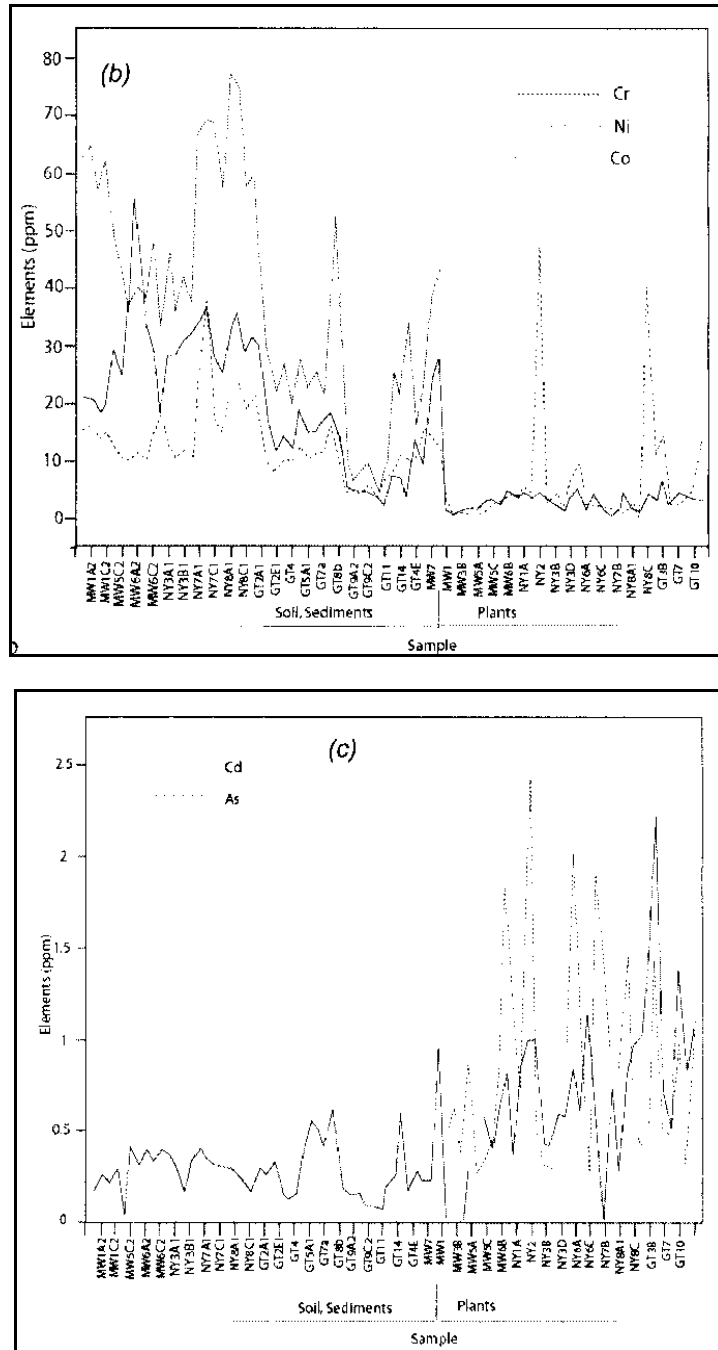 (b)
80
70
60
50
40
30
20
10
0
Elements (ppm)
Cr
Ni
Co
MW1A2
MW1C2
MW5C2
MW6A2
MW6C2
NY3A1
NY3B1
NY7A1
NY7C1
NY8A1
NY8C1
GT2A1
GT2E1
GT4
GT5A1
GT7a
GT8b
GT9A2
GT9C2
GT11
GT14
GT4E
MW7
MW1
MW3B
MW5A
MW5C
MW6B
NY1A
NY2
NY3B
NY3D
NY6A
NY6C
NY7B
NY8A1
NY8C
GT3B
GT7
GT10
Soil, Sediments
Plants
Sample
(c)
Cd
As
2.5
2
1.5
1
0.5
0
Elements (ppm)
MW1A2
MW1C2
MW5C2
MW6A2
MW6C2
NY3A1
NY3B1
NY7A1
NY7C1
NY8A1
NY8C1
GT2A1
GT2E1
GT4
GT5A1
GT7a
GT8b
GT9A2
GT9C2
GT11
GT14
GT4E
MW7
MW1
MW3B
MW5A
MW5C
MW6B
NY1A
NY2
NY3B
NY3D
NY6A
NY6C
NY7B
NY8A1
NY8C
GT3B
GT7
GT10
Soil, Sediments
Plants
Sample